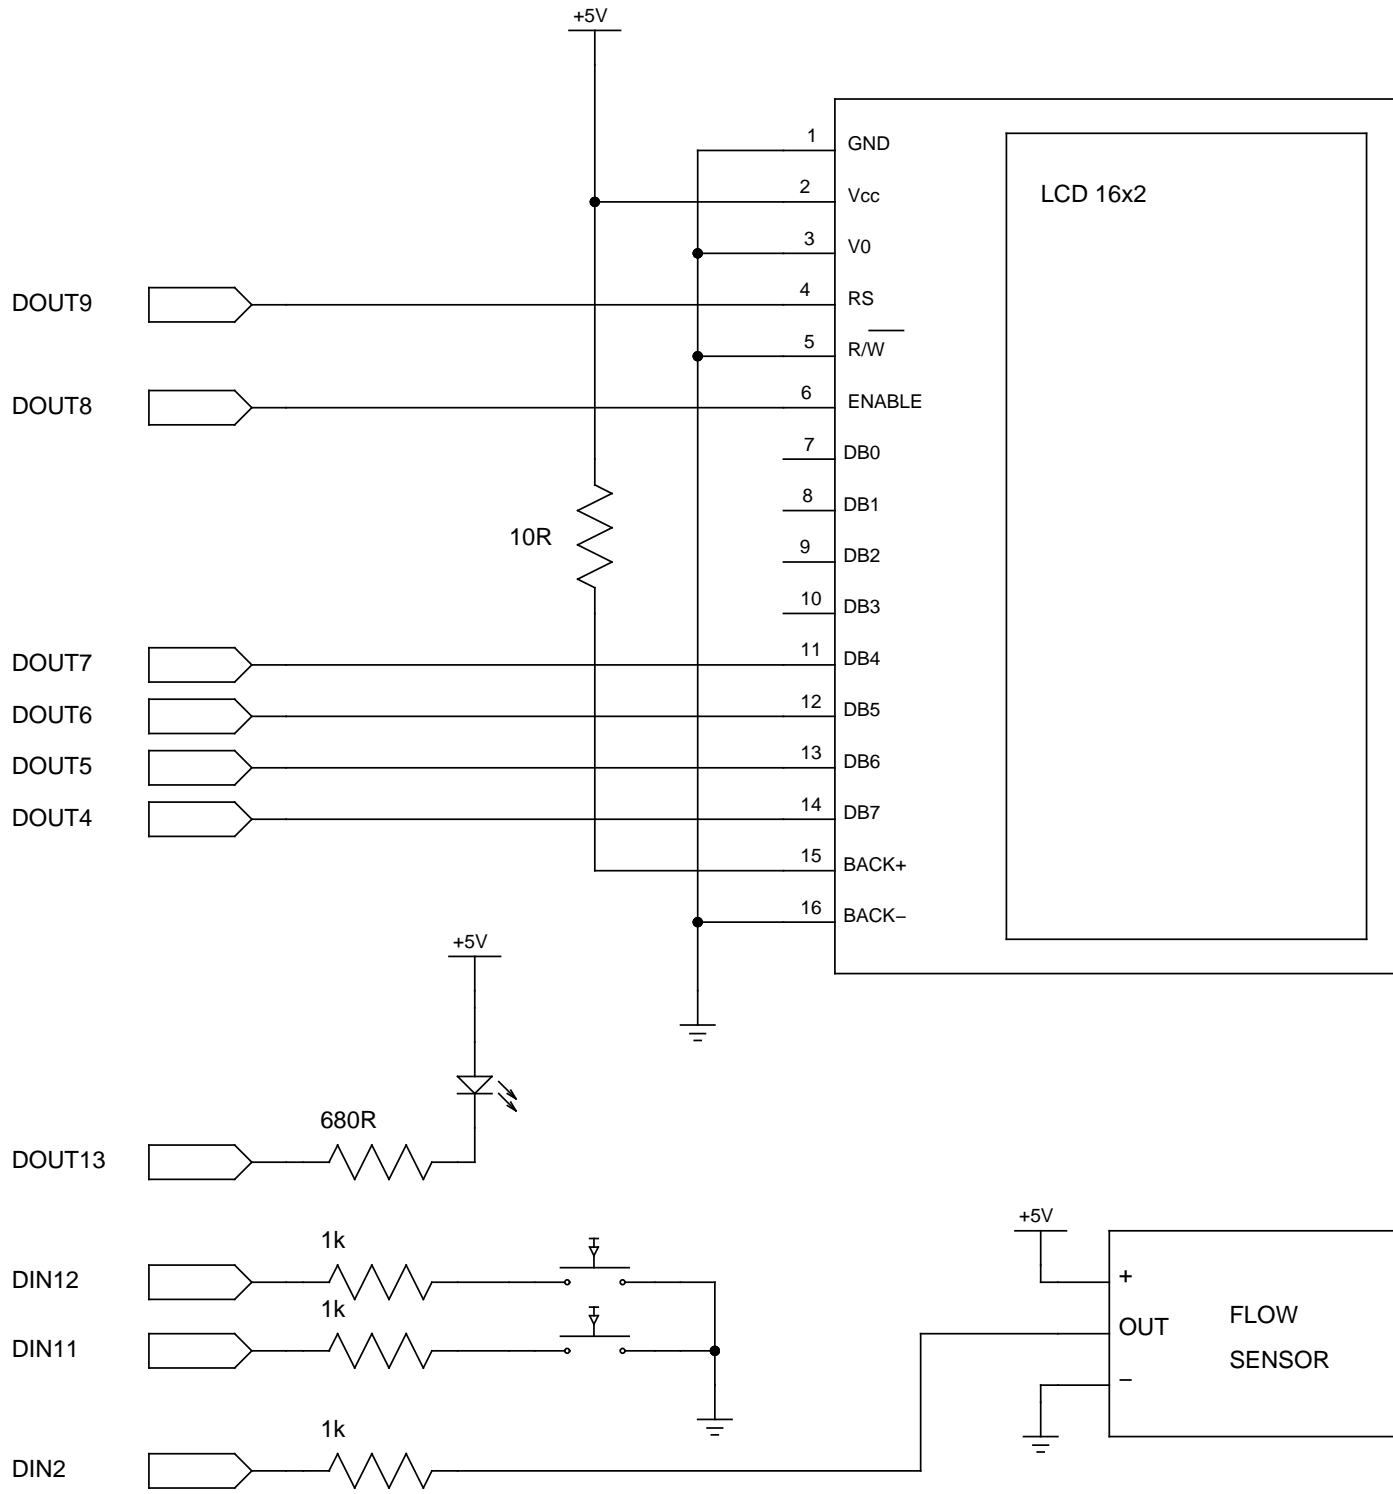 +5V
1 GND
2 Vcc
LCD 16x2
3 V0
DOUT9
4 RS
5 R/W
DOUT8
6 ENABLE
7 DB0
8 DB1
10R
9 DB2
10 DB3
DOUT7
11 DB4
DOUT6
12 DB5
DOUT5
13 DB6
DOUT4
14 DB7
15 BACK+
16 BACK−
+5V
680R
DOUT13
+5V
1k
DIN12
+
1k
DIN11
OUT
FLOW
SENSOR
−
1k
DIN2